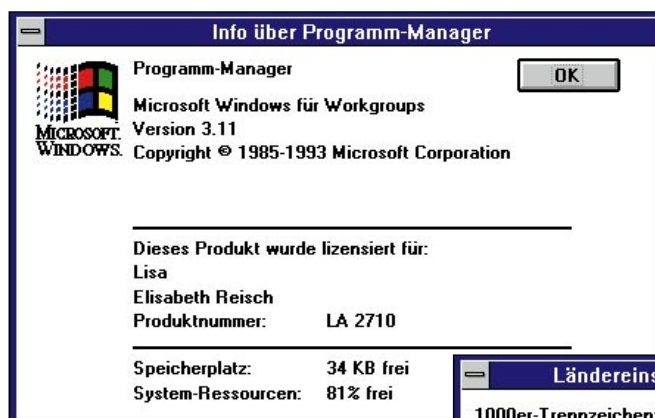 Info über Programm-Manager
Programm-Manager
OK
Microsoft Windows für Workgroups
Version 3.11
Copyright © 1985-1993 Microsoft Corporation
MICROSOFT.
WINDOWS.
Dieses Produkt wurde lizensiert für:
Lisa
Elisabeth Reisch
Produktnummer: LA 2710
Speicherplatz: 34 KB frei
System-Ressourcen: 81% frei
Ländereins
1000er-Trennzeichen